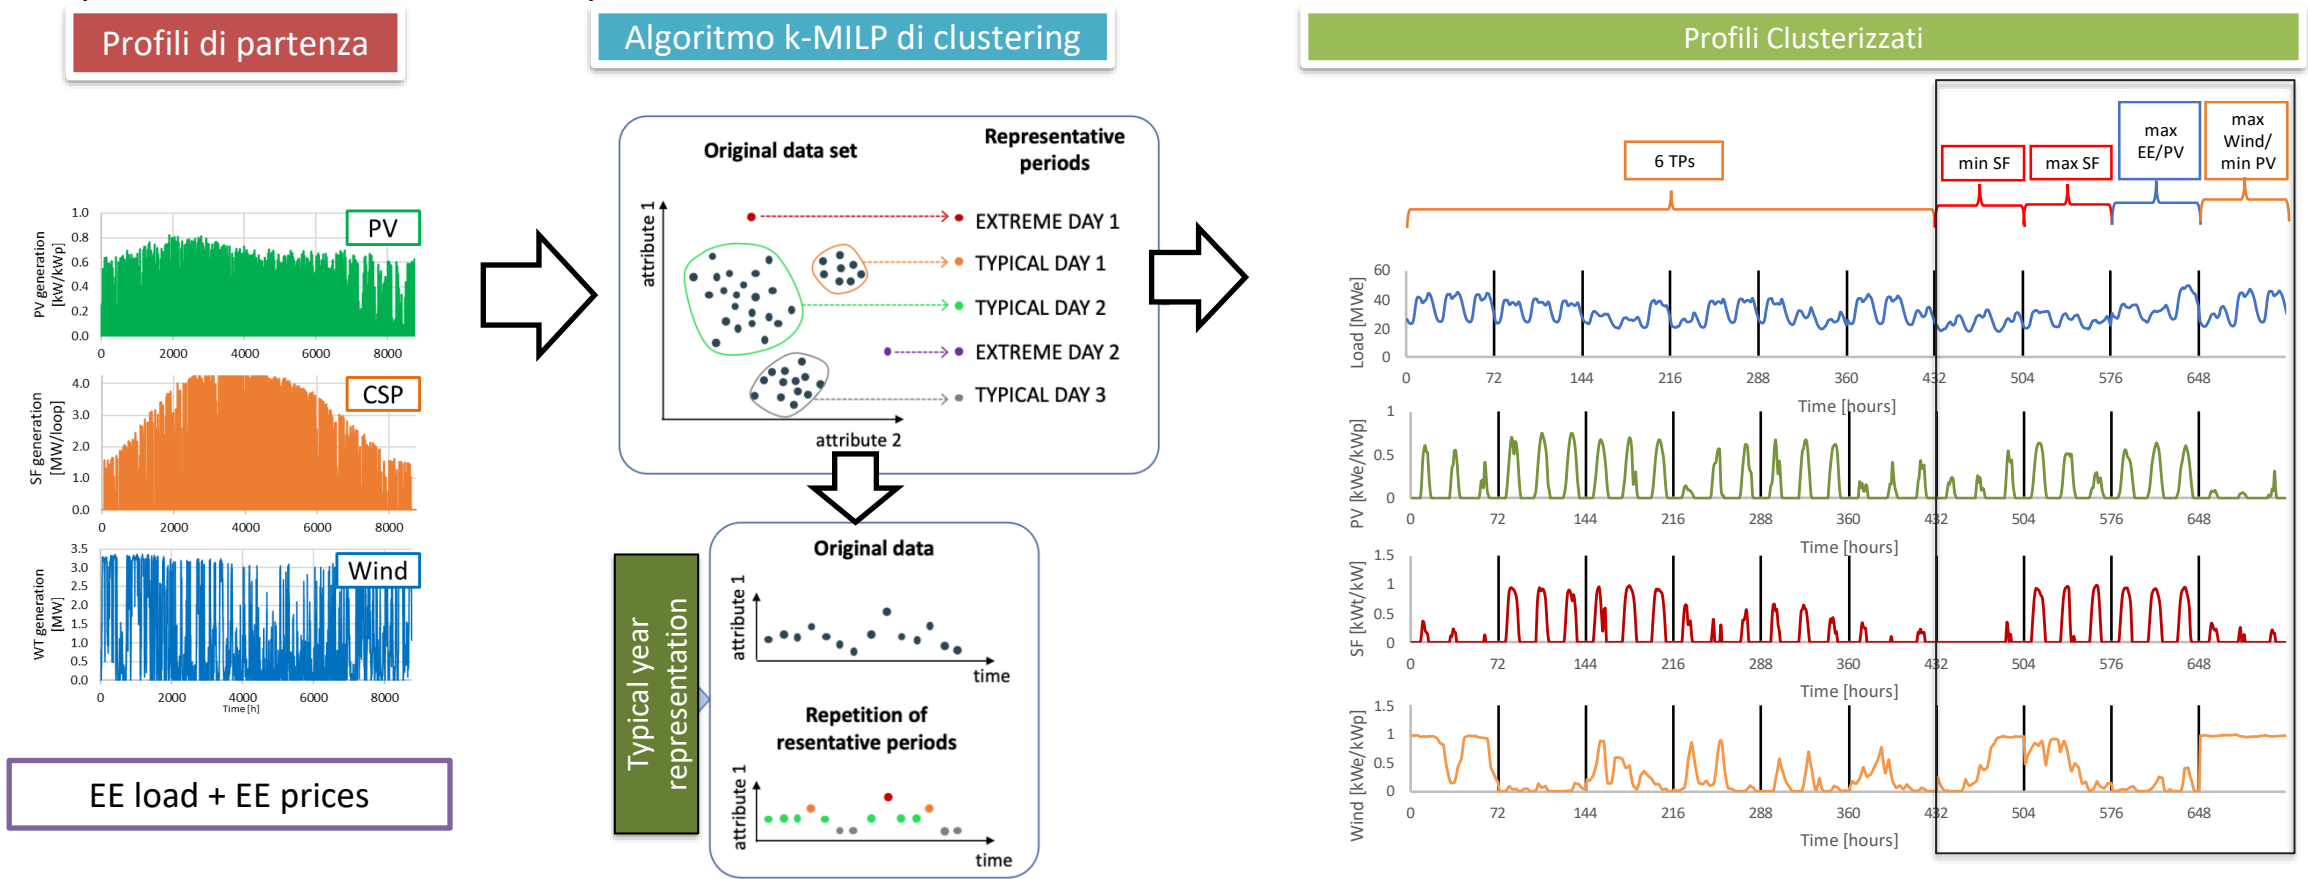 Profili di partenza
Algoritmo k-MILP di clustering
Profili Clusterizzati
PV generation
[kW/kWp]
1.0
0.8
0.6
0.4
0.2
0.0
PV
0 2000 4000 6000 8000
SF generation
[MW/loop]
4.0
3.0
2.0
1.0
0.0
CSP
0 2000 4000 6000 8000
WT generation
[MW]
3.5
3.0
2.5
2.0
1.5
1.0
0.5
0.0
Wind
0 2000 4000 6000 8000
Time [h]
EE load + EE prices
Original data set
Representative
periods
attribute 1
EXTREME DAY 1
TYPICAL DAY 1
TYPICAL DAY 2
EXTREME DAY 2
TYPICAL DAY 3
attribute 2
Typical year
representation
Original data
attribute 1
time
Repetition of
resentative periods
attribute 1
time
6 TPs
min SF
max SF
max
EE/PV
max
Wind/
min PV
Load [MWe]
60
40
20
0
0 72 144 216 288 360 432 504 576 648
Time [hours]
PV [kWe/kWp]
1
0.5
0
0 72 144 216 288 360 432 504 576 648
Time [hours]
SF [kWt/kW]
1.5
1
0.5
0
0 72 144 216 288 360 432 504 576 648
Time [hours]
Wind [kWe/kWp]
1.5
1
0.5
0
0 72 144 216 288 360 432 504 576 648
Time [hours]